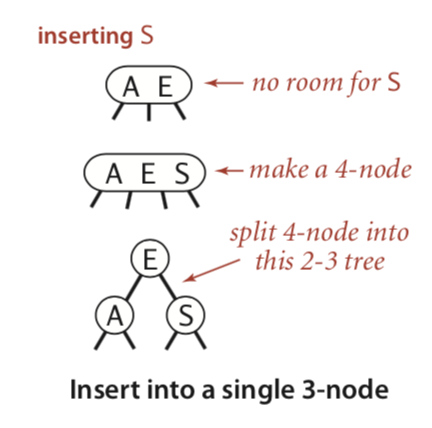 inserting S
A E
no room for S
A E S
make a 4-node
split 4-node into
this 2-3 tree
E
A S
Insert into a single 3-node